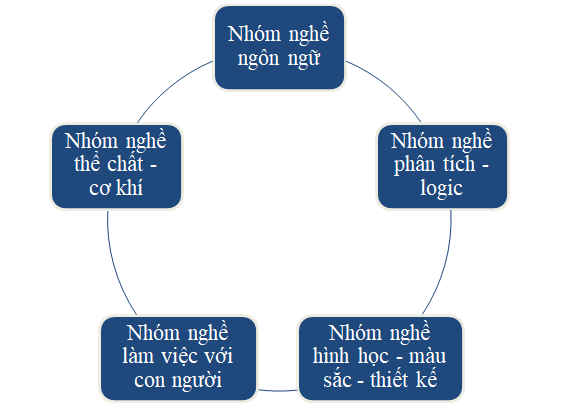 Nhóm nghề
ngôn ngữ
Nhóm nghề
phân tích -
logic
Nhóm nghề
hình học - màu
sắc - thiết kế
Nhóm nghề
làm việc với
con người
Nhóm nghề
thể chất -
cơ khí